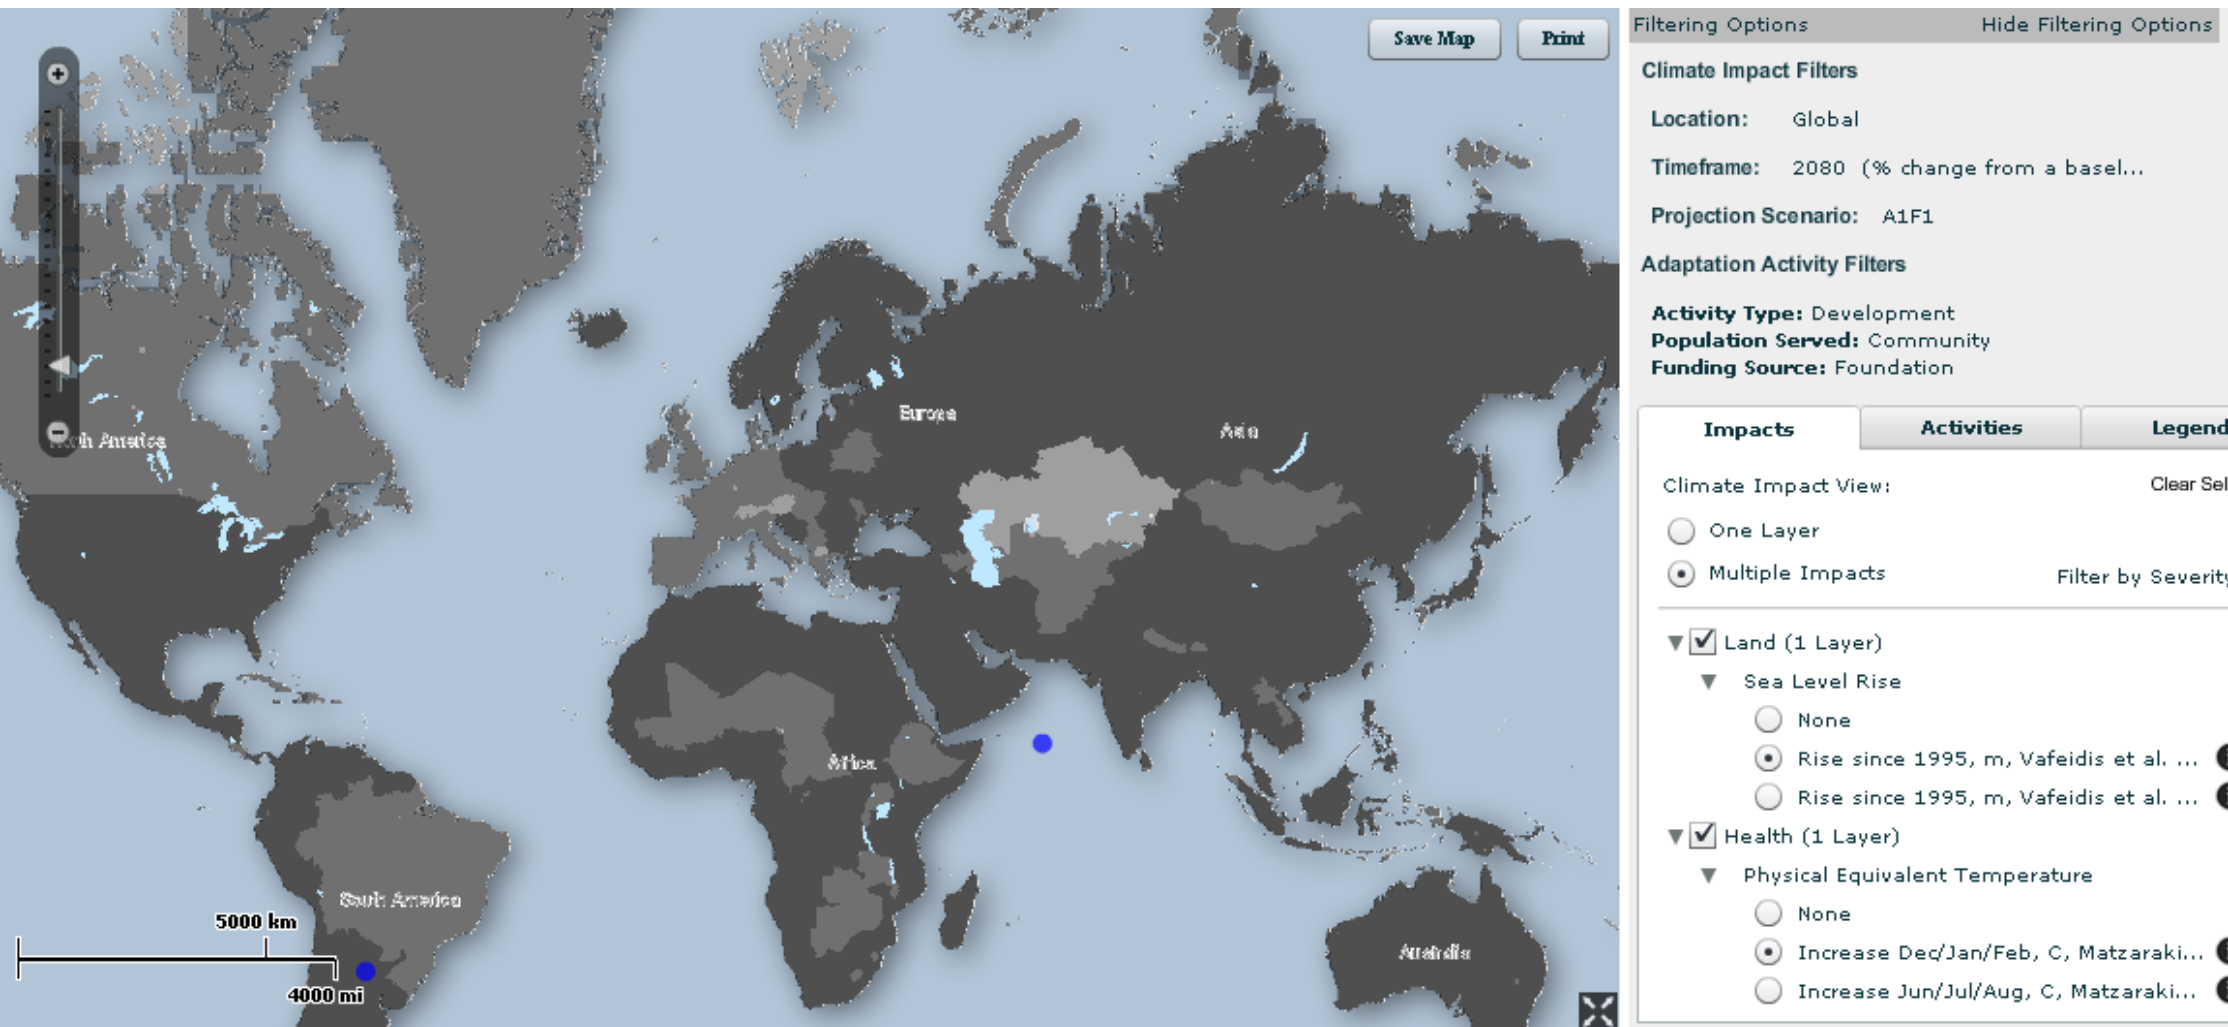 Save Map
Print
North America
Europe
Asia
Africa
South America
Australia
5000 km
4000 mi
Filtering Options
Hide Filtering Options
Climate Impact Filters
Location: Global
Timeframe: 2080 (% change from a basel...
Projection Scenario: A1F1
Adaptation Activity Filters
Activity Type: Development
Population Served: Community
Funding Source: Foundation
Impacts
Activities
Legend
Climate Impact View:
Clear Sel
One Layer
Multiple Impacts
Filter by Severity
Land (1 Layer)
Sea Level Rise
None
Rise since 1995, m, Vafeidis et al. ...
Rise since 1995, m, Vafeidis et al. ...
Health (1 Layer)
Physical Equivalent Temperature
None
Increase Dec/Jan/Feb, C, Matzaraki...
Increase Jun/Jul/Aug, C, Matzaraki...